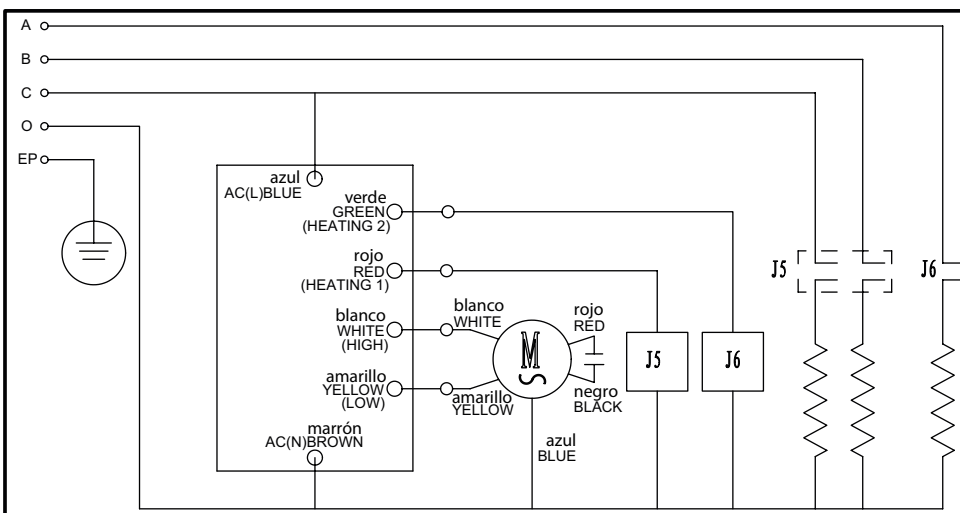 A
B
C
O
EP
azul
AC(L)BLUE
verde
GREEN
(HEATING 2)
rojo
RED
(HEATING 1)
blanco
WHITE
(HIGH)
amarillo
YELLOW
(LOW)
marrón
AC(N)BROWN
blanco
WHITE
amarillo
YELLOW
M
S
rojo
RED
negro
BLACK
azul
BLUE
J5
J6
J5
J6